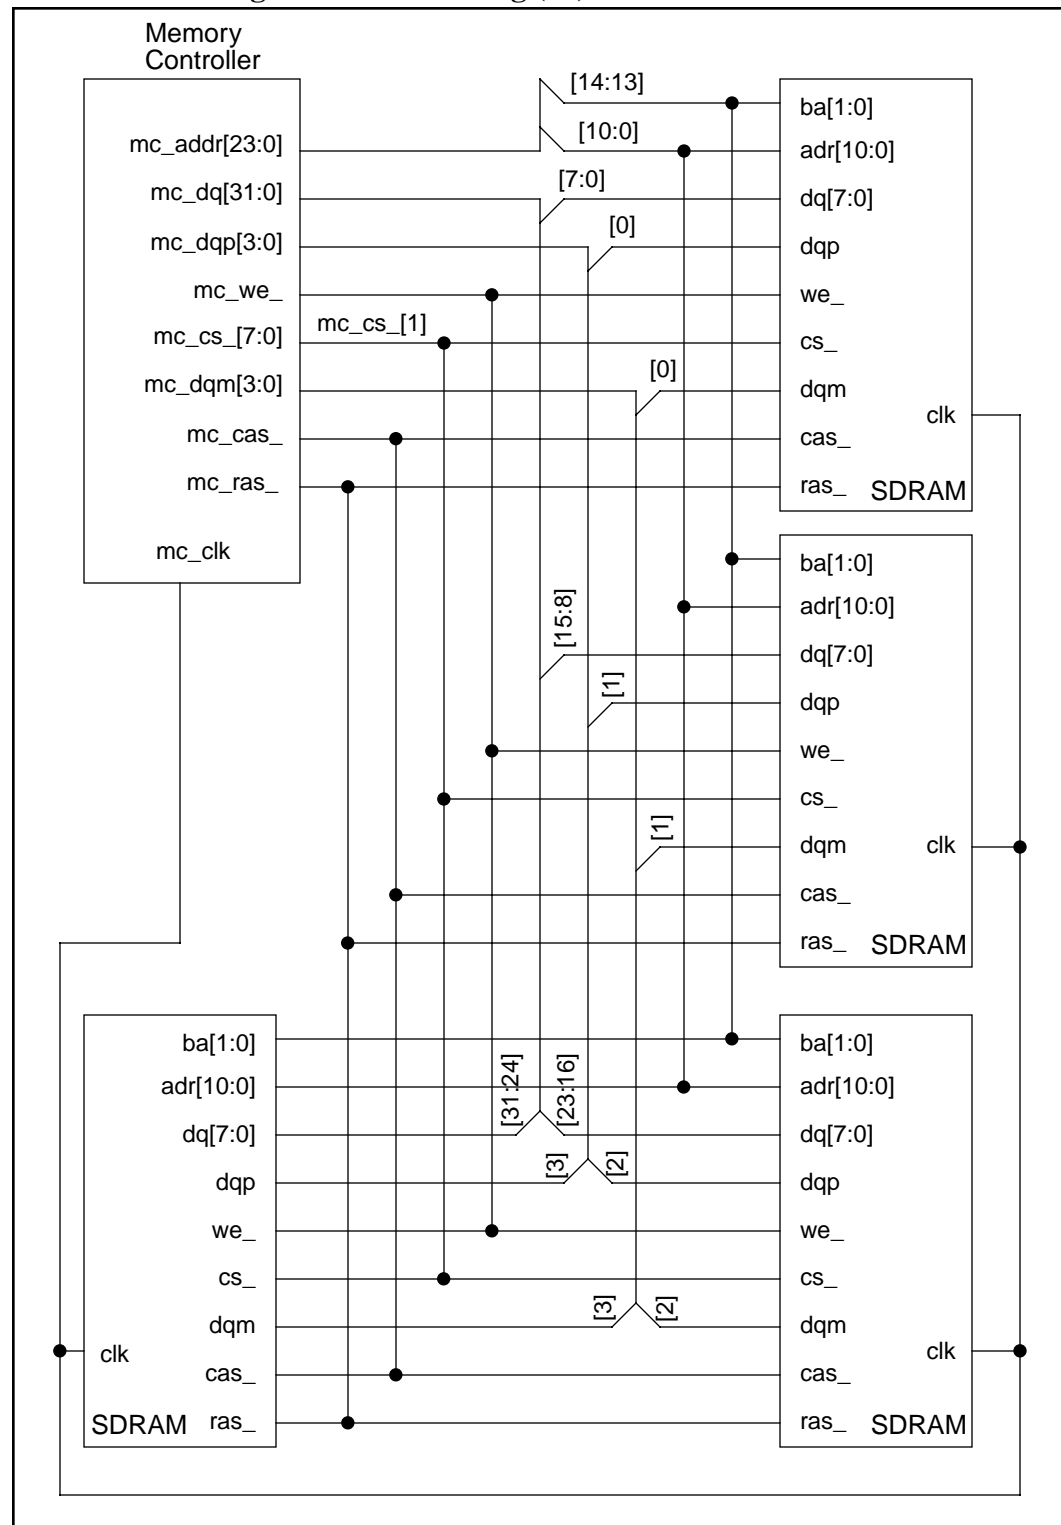 Memory
Controller
mc_addr[23:0]
mc_dq[31:0]
mc_dqp[3:0]
mc_we_
mc_cs_[7:0]
mc_dqm[3:0]
mc_cas_
mc_ras_
mc_clk
mc_cs_[1]
[14:13]
[10:0]
[7:0]
[0]
[0]
ba[1:0]
adr[10:0]
dq[7:0]
dqp
we_
cs_
dqm
clk
cas_
ras_ SDRAM
[15:8]
[1]
[1]
ba[1:0]
adr[10:0]
dq[7:0]
dqp
we_
cs_
dqm clk
cas_
ras_ SDRAM
ba[1:0]
adr[10:0]
dq[7:0]
dqp
we_
cs_
dqm
clk
cas_
SDRAM ras_
[31:24]
[23:16]
[3]
[2]
[3]
[2]
ba[1:0]
adr[10:0]
dq[7:0]
dqp
we_
cs_
dqm
clk
cas_
ras_ SDRAM